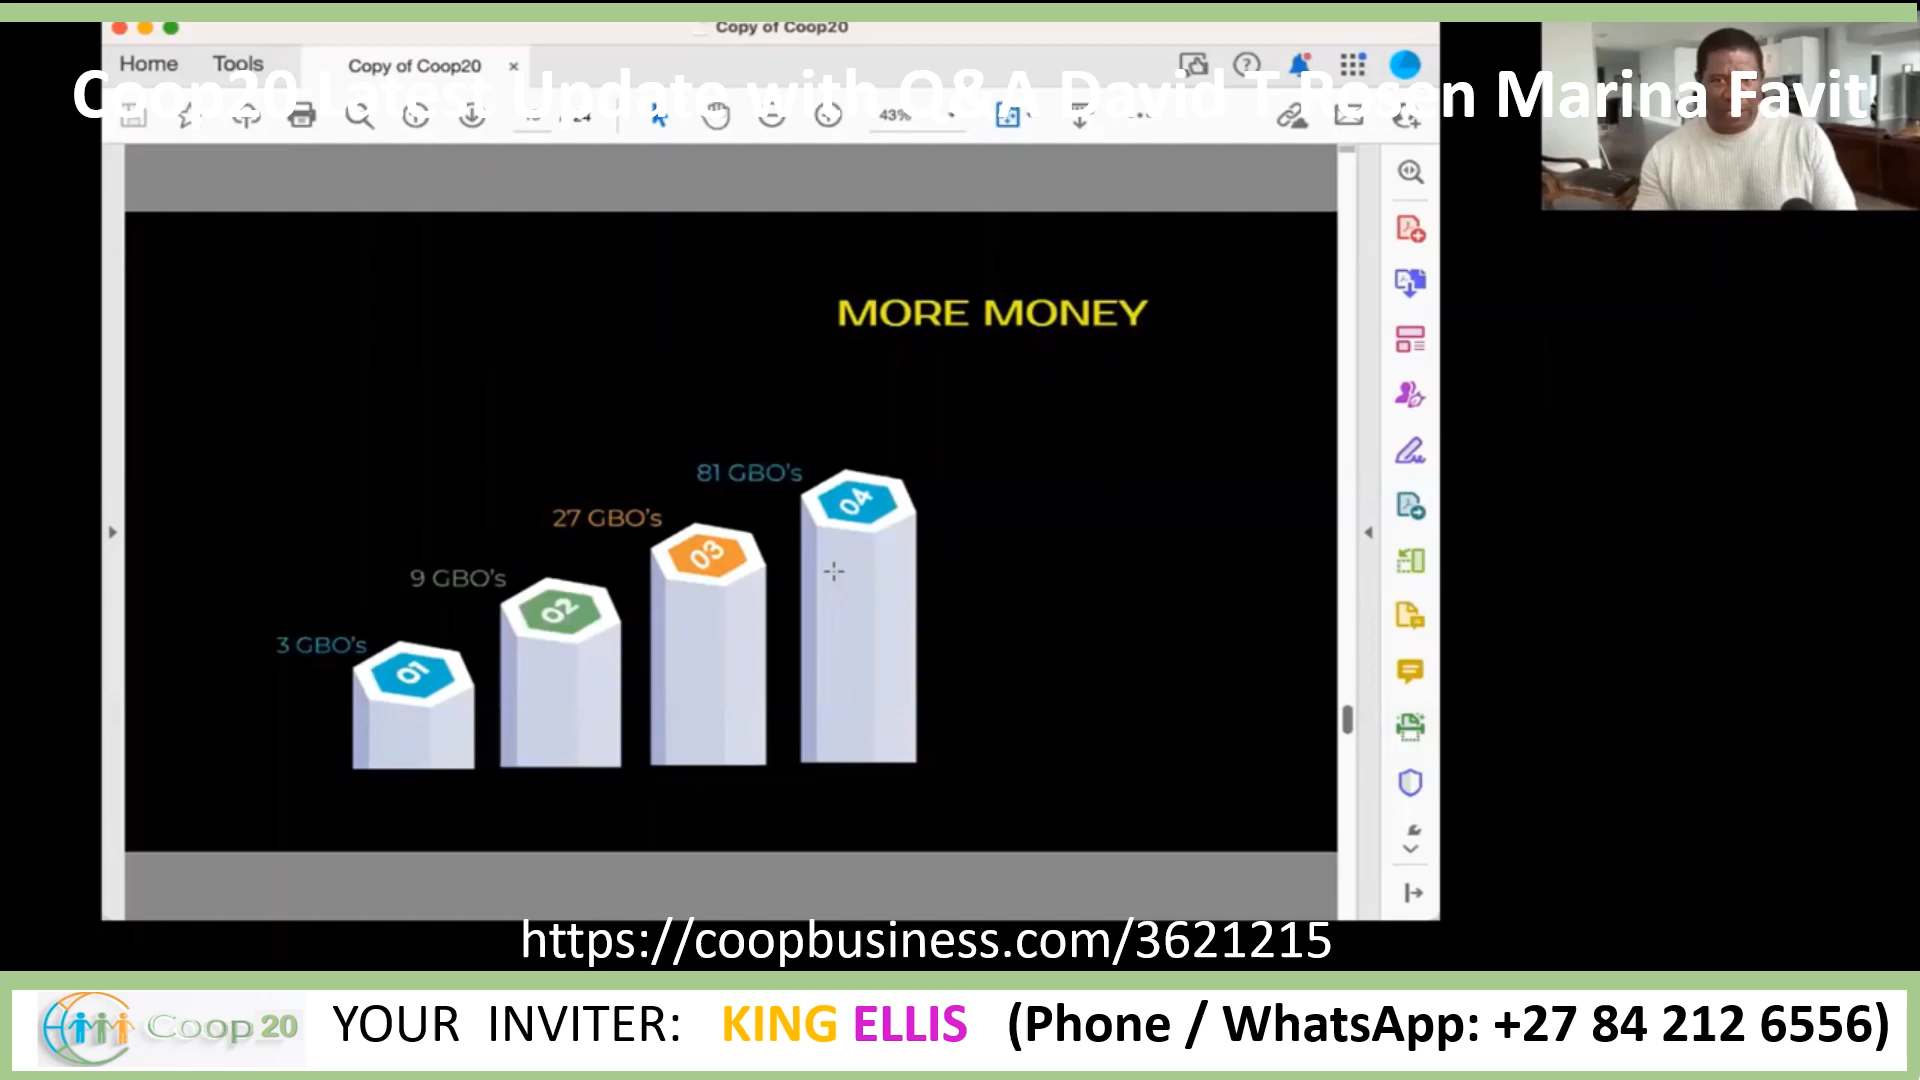 Copy of Coop20
Home Tools Copy of Coop20 ×
Coop20 Latest Update with Q&A David T Rosen Marina Favit
24 43%
MORE MONEY
81 GBO's
04
27 GBO's
03
9 GBO's
02
3 GBO's
01
https://coopbusiness.com/3621215
Coop 20 YOUR INVITER: KING ELLIS (Phone / WhatsApp: +27 84 212 6556)